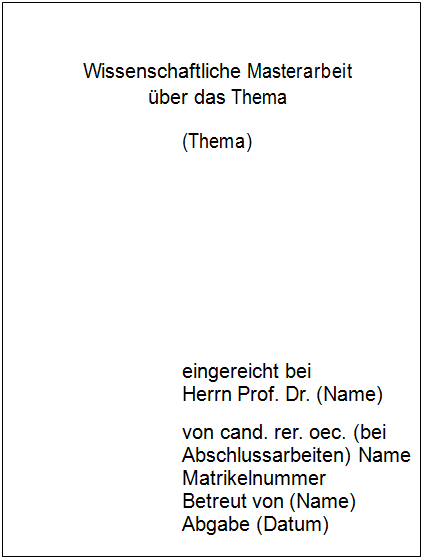 Wissenschaftliche Masterarbeit
über das Thema
(Thema)
eingereicht bei
Herrn Prof. Dr. (Name)
von cand. rer. oec. (bei
Abschlussarbeiten) Name
Matrikelnummer
Betreut von (Name)
Abgabe (Datum)